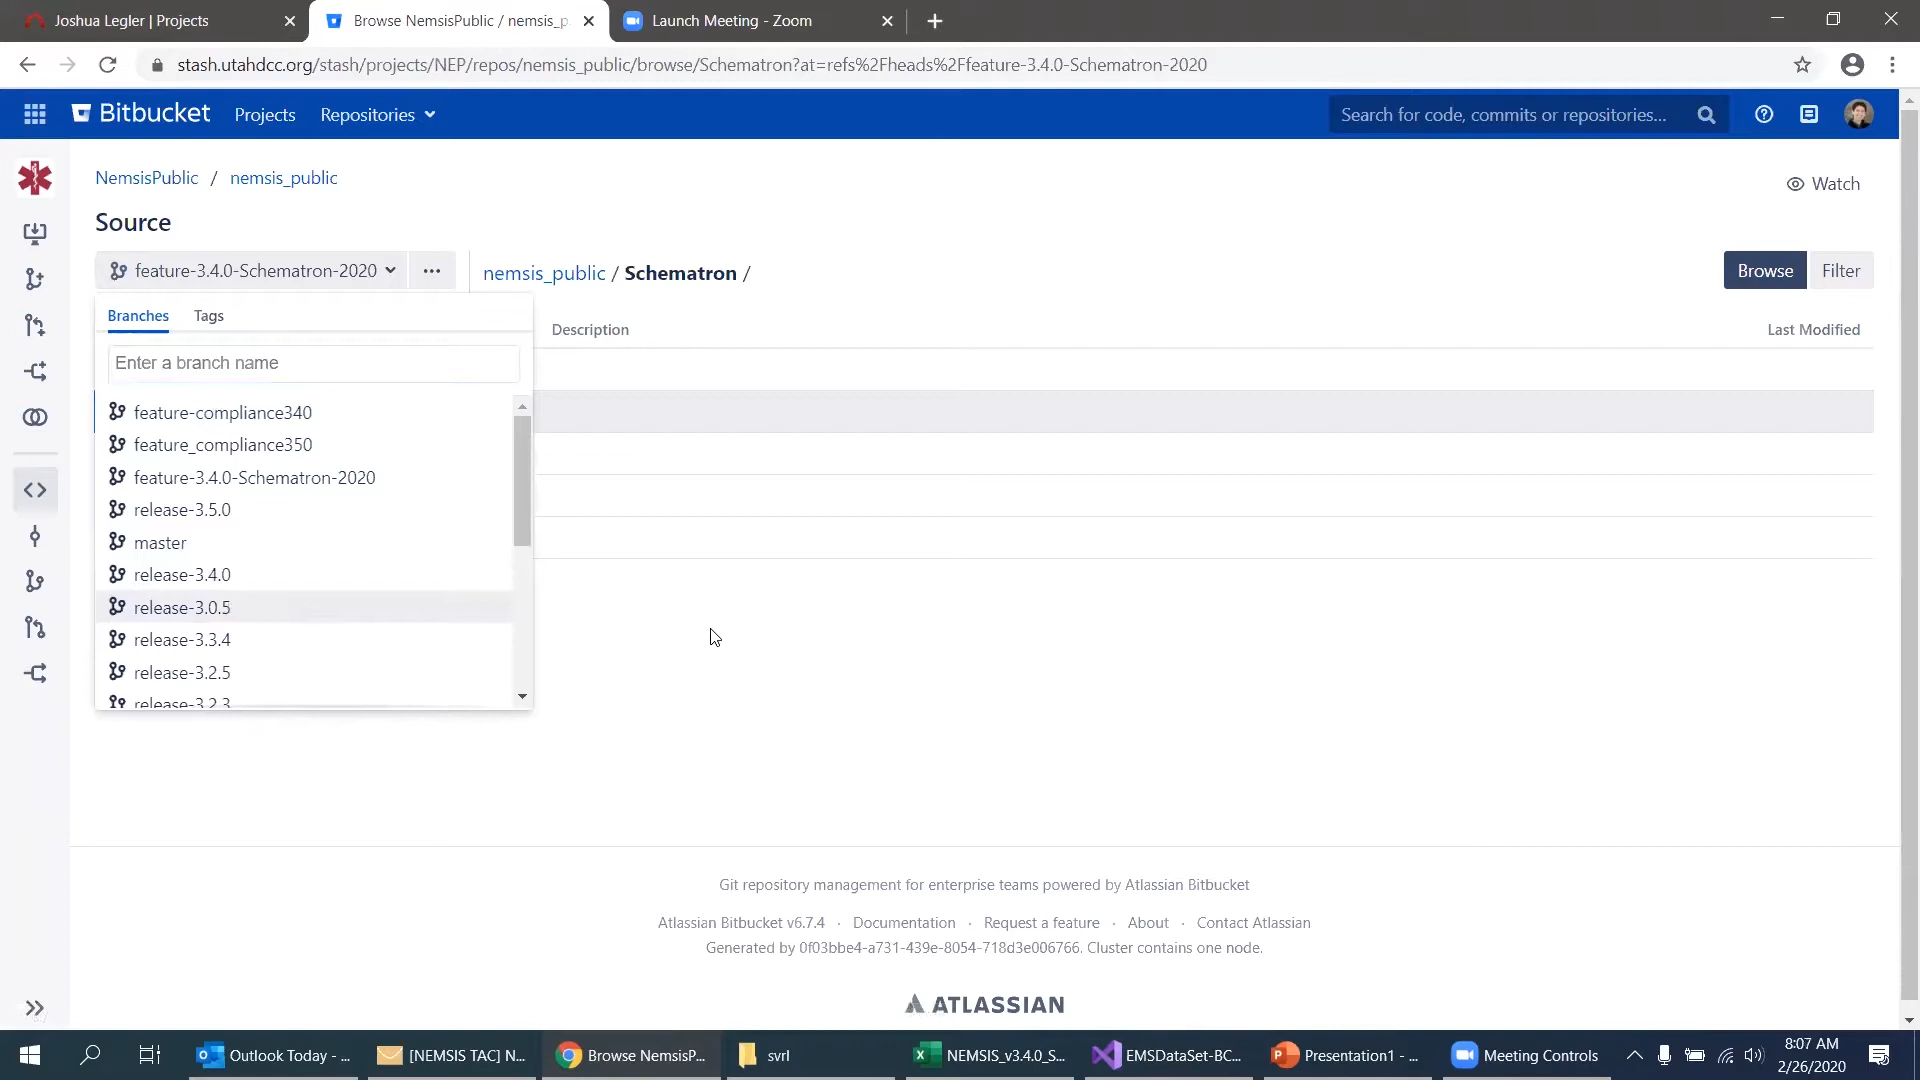 Joshua Legler | Projects
Browse NemsisPublic / nemsis_p
Launch Meeting - Zoom
stash.utahdcc.org/stash/projects/NEP/repos/nemsis_public/browse/Schematron?at=refs%2Fheads%2Ffeature-3.4.0-Schematron-2020
Bitbucket
Projects
Repositories
Search for code, commits or repositories...
NemsisPublic / nemsis_public
Watch
Source
feature-3.4.0-Schematron-2020
nemsis_public / Schematron /
Browse
Filter
Branches
Tags
Description
Last Modified
Enter a branch name
feature-compliance340
feature_compliance350
feature-3.4.0-Schematron-2020
release-3.5.0
master
release-3.4.0
release-3.0.5
release-3.3.4
release-3.2.5
release-3.2.3
Git repository management for enterprise teams powered by Atlassian Bitbucket
Atlassian Bitbucket v6.7.4 · Documentation · Request a feature · About · Contact Atlassian
Generated by 0f03bbe4-a731-439e-8054-718d3e006766. Cluster contains one node.
ATLASSIAN
Outlook Today - ...
[NEMSIS TAC] N...
Browse NemsisP...
svrl
NEMSIS_v3.4.0_S...
EMSDataSet-BC...
Presentation1 - ...
Meeting Controls
8:07 AM
2/26/2020